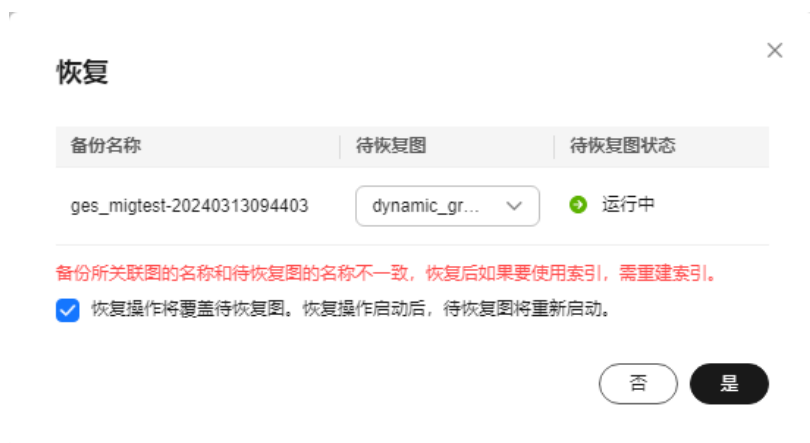 恢复
备份名称 待恢复图 待恢复图状态
ges_migtest-20240313094403 dynamic_gr... 运行中
备份所关联图的名称和待恢复图的名称不一致，恢复后如果要使用索引，需重建索引。
恢复操作将覆盖待恢复图。恢复操作启动后，待恢复图将重新启动。
否 是